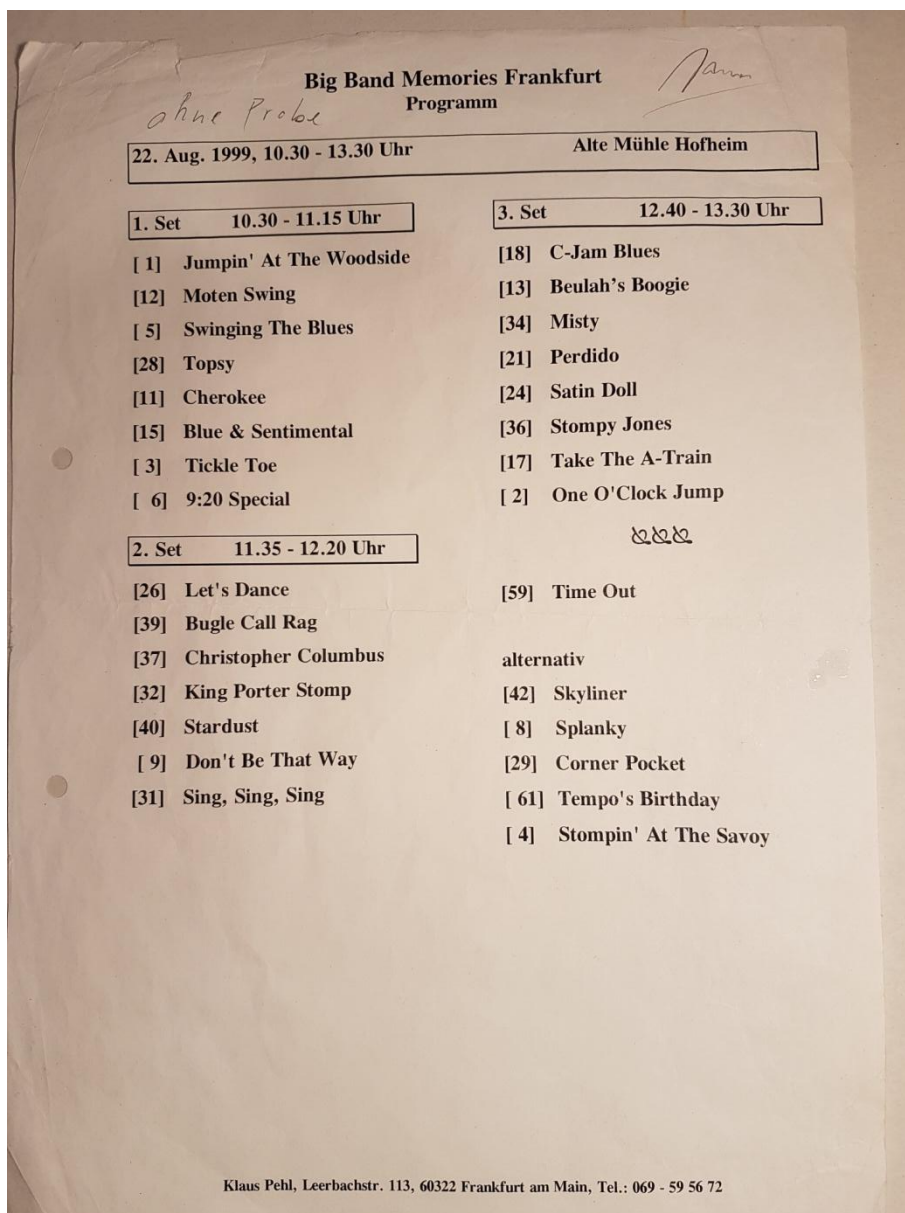 Big Band Memories Frankfurt
Programm
ohne Probe
22. Aug. 1999, 10.30 - 13.30 Uhr Alte Mühle Hofheim
1. Set 10.30 - 11.15 Uhr
[ 1] Jumpin' At The Woodside
[12] Moten Swing
[ 5] Swinging The Blues
[28] Topsy
[11] Cherokee
[15] Blue & Sentimental
[ 3] Tickle Toe
[ 6] 9:20 Special
2. Set 11.35 - 12.20 Uhr
[26] Let's Dance
[39] Bugle Call Rag
[37] Christopher Columbus
[32] King Porter Stomp
[40] Stardust
[ 9] Don't Be That Way
[31] Sing, Sing, Sing
3. Set 12.40 - 13.30 Uhr
[18] C-Jam Blues
[13] Beulah's Boogie
[34] Misty
[21] Perdido
[24] Satin Doll
[36] Stompy Jones
[17] Take The A-Train
[ 2] One O'Clock Jump
[59] Time Out
alternativ
[42] Skyliner
[ 8] Splanky
[29] Corner Pocket
[ 61] Tempo's Birthday
[ 4] Stompin' At The Savoy
Klaus Pehl, Leerbachstr. 113, 60322 Frankfurt am Main, Tel.: 069 - 59 56 72